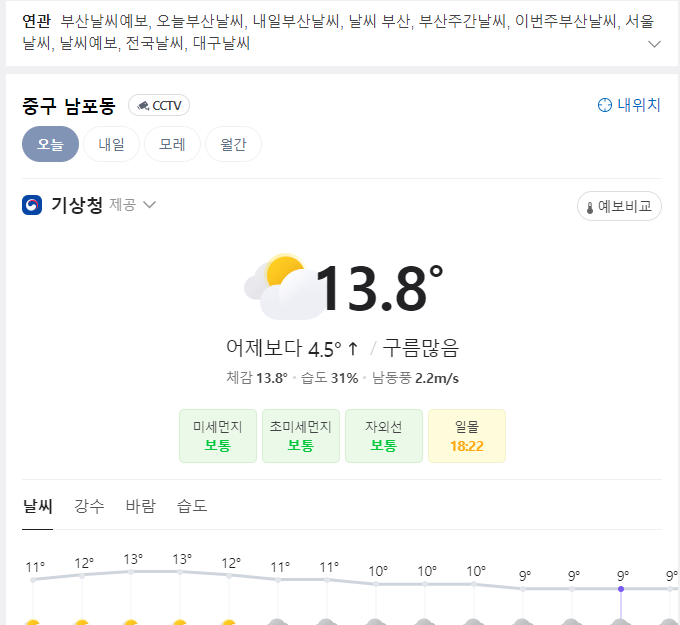 연관 부산날씨예보, 오늘부산날씨, 내일부산날씨, 날씨 부산, 부산주간날씨, 이번주부산날씨, 서울
날씨, 날씨예보, 전국날씨, 대구날씨
중구 남포동 CCTV 내위치
오늘 내일 모레 월간
기상청 제공 예보비교
13.8°
어제보다 4.5° ↑ / 구름많음
체감 13.8° · 습도 31% · 남동풍 2.2m/s
미세먼지 초미세먼지 자외선 일몰
보통 보통 보통 18:22
날씨 강수 바람 습도
11° 12° 13° 13° 12° 11° 11° 10° 10° 10° 9° 9° 9° 9°